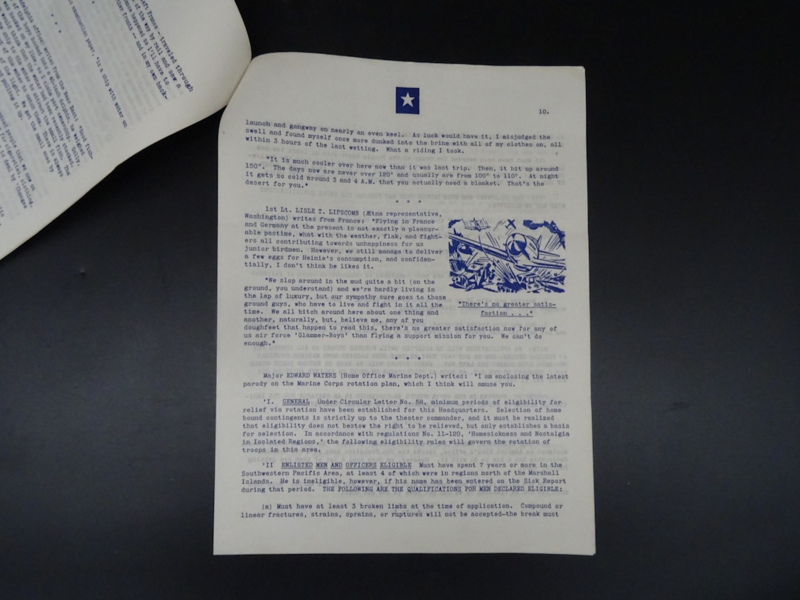 10.
launch and gangway on nearly an even keel. As luck would have it, I misjudged the
swell and found myself once more dunked into the brine with all of my clothes on, all
within 3 hours of the last wetting. What a riding I took.
"It is much cooler over here now than it was last trip. Then, it hit up around
150°. The days now are never over 120° and usually are from 100° to 110°. At night
it gets so cold around 3 and 4 A.M. that you actually need a blanket. That's the
desert for you."
* * *
1st Lt. LISLE T. LIPSCOMB (Ætna representative,
Washington) writes from France: "Flying in France
and Germany at the present is not exactly a pleasur-
able pastime, what with the weather, flak, and fight-
ers all contributing towards unhappiness for us
junior birdmen. However, we still manage to deliver
a few eggs for Heinie's consumption, and confiden-
tially, I don't think he likes it.
"We slop around in the mud quite a bit (on the
ground, you understand) and we're hardly living in
the lap of luxury, but our sympathy sure goes to those
ground guys, who have to live and fight in it all the
time. We all bitch around here about one thing and
another, naturally, but, believe me, any of you
doughfeet that happen to read this, there's no greater satisfaction now for any of
us air force 'Glammer-Boys' than flying a support mission for you. We can't do
enough."
"There's no greater satis-
faction . . ."
* * *
Major EDWARD WATERS (Home Office Marine Dept.) writes: "I am enclosing the latest
parody on the Marine Corps rotation plan, which I think will amuse you.
'I. GENERAL Under Circular Letter No. 88, minimum periods of eligibility for
relief via rotation have been established for this Headquarters. Selection of home
bound contingents is strictly up to the theater commander, and it must be realized
that eligibility does not bestow the right to be relieved, but only establishes a basis
for selection. In accordance with regulations No. 11-120, 'Homesickness and Nostalgia
in Isolated Regions,' the following eligibility rules will govern the rotation of
troops in this area.
'II ENLISTED MEN AND OFFICERS ELIGIBLE Must have spent 7 years or more in the
Southwestern Pacific Area, at least 4 of which were in regions north of the Marshall
Islands. He is ineligible, however, if his name has been entered on the Sick Report
during that period. THE FOLLOWING ARE THE QUALIFICATIONS FOR MEN DECLARED ELIGIBLE:
(a) Must have at least 3 broken limbs at the time of application. Compound or
linear fractures, strains, sprains, or ruptures will not be accepted—the break must